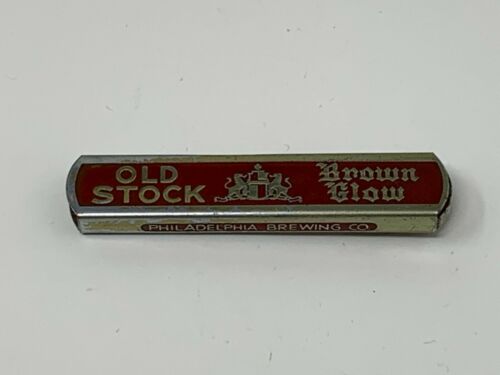 OLD
STOCK
Brown
Glow
PHILADELPHIA BREWING CO.